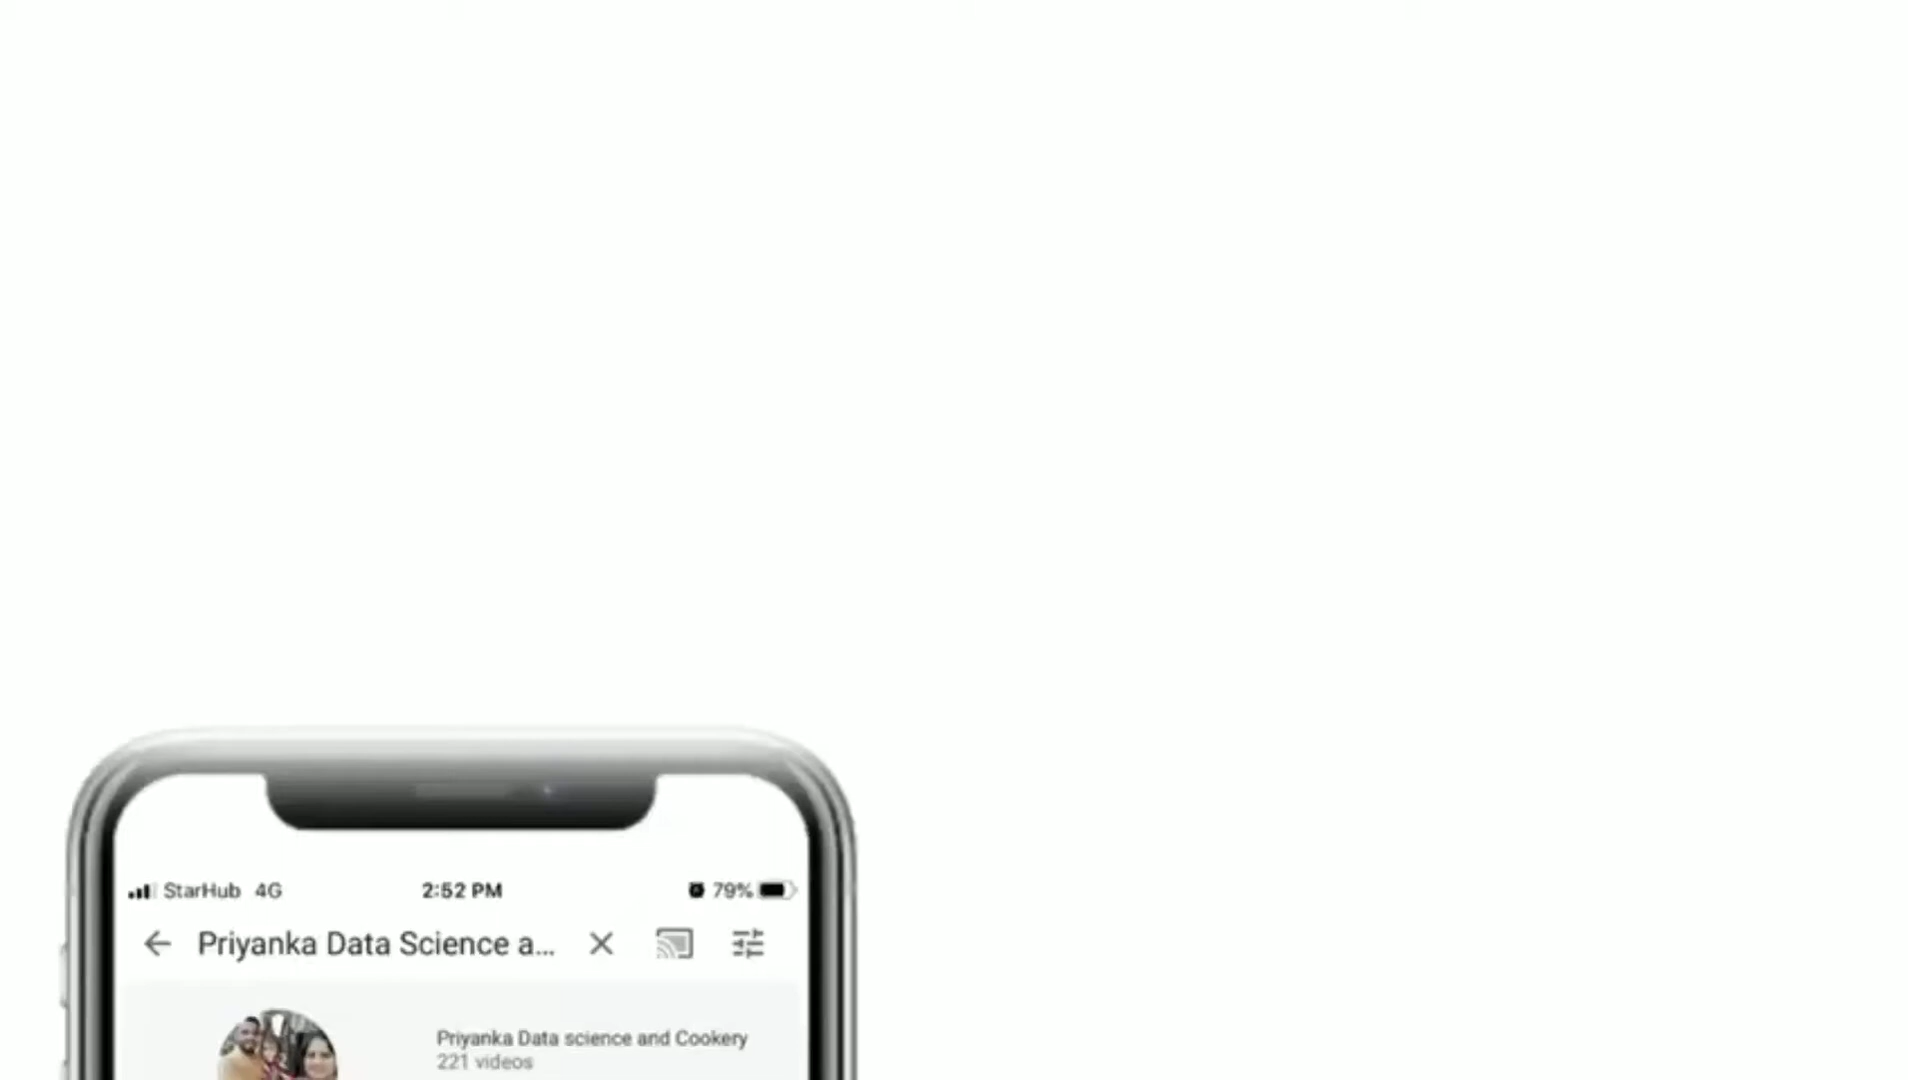 StarHub 4G 2:52 PM 79%
Priyanka Data Science a...
Priyanka Data science and Cookery
221 videos